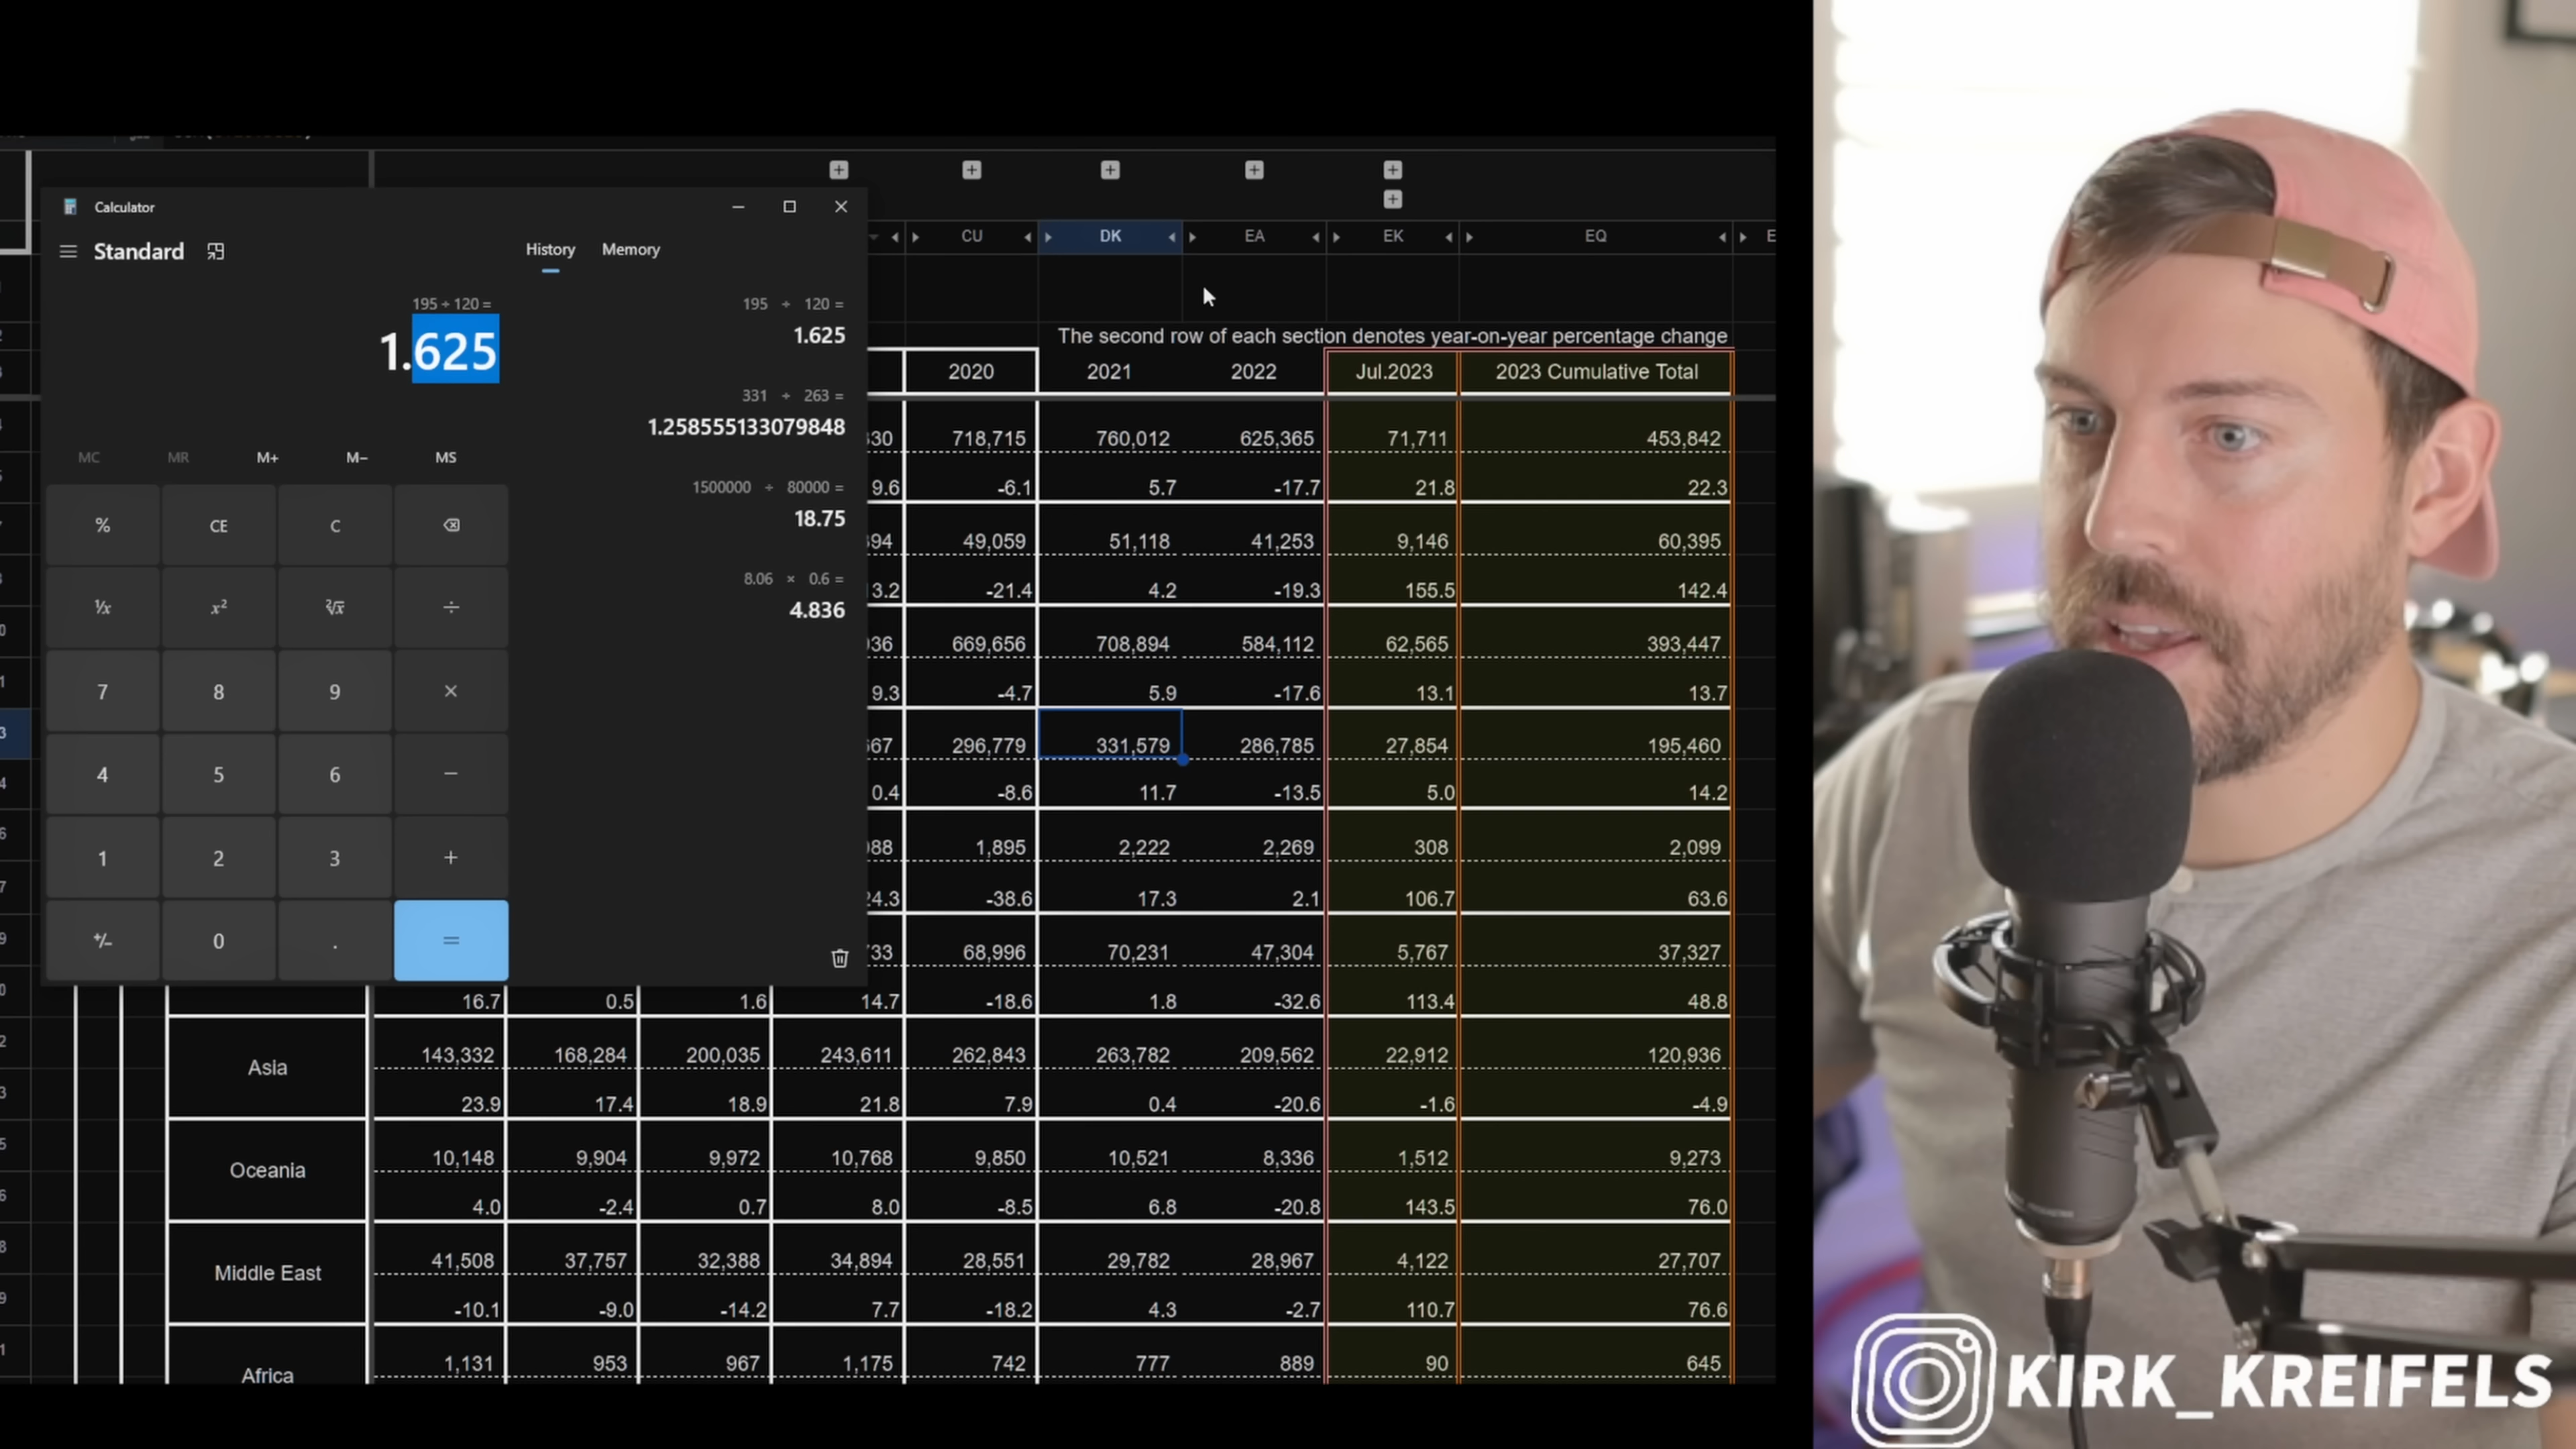 Calculator
Standard
History Memory
195 ÷ 120 =
1.625
195 ÷ 120 =
1.625
331 ÷ 263 =
1.258555133079848
1500000 ÷ 80000 =
18.75
8.06 × 0.6 =
4.836
MC MR M+ M− MS
% CE C
⅟x x² ²√x ÷
7 8 9 ×
4 5 6 −
1 2 3 +
+/− 0 . =
CU DK EA EK EQ
The second row of each section denotes year-on-year percentage change
2020 2021 2022 Jul.2023 2023 Cumulative Total
718,715 760,012 625,365 71,711 453,842
9.6 -6.1 5.7 -17.7 21.8 22.3
49,059 51,118 41,253 9,146 60,395
3.2 -21.4 4.2 -19.3 155.5 142.4
669,656 708,894 584,112 62,565 393,447
9.3 -4.7 5.9 -17.6 13.1 13.7
296,779 331,579 286,785 27,854 195,460
0.4 -8.6 11.7 -13.5 5.0 14.2
1,895 2,222 2,269 308 2,099
24.3 -38.6 17.3 2.1 106.7 63.6
68,996 70,231 47,304 5,767 37,327
16.7 0.5 1.6 14.7 -18.6 1.8 -32.6 113.4 48.8
Asia 143,332 168,284 200,035 243,611 262,843 263,782 209,562 22,912 120,936
23.9 17.4 18.9 21.8 7.9 0.4 -20.6 -1.6 -4.9
Oceania 10,148 9,904 9,972 10,768 9,850 10,521 8,336 1,512 9,273
4.0 -2.4 0.7 8.0 -8.5 6.8 -20.8 143.5 76.0
Middle East 41,508 37,757 32,388 34,894 28,551 29,782 28,967 4,122 27,707
-10.1 -9.0 -14.2 7.7 -18.2 4.3 -2.7 110.7 76.6
Africa 1,131 953 967 1,175 742 777 889 90 645
KIRK_KREIFELS